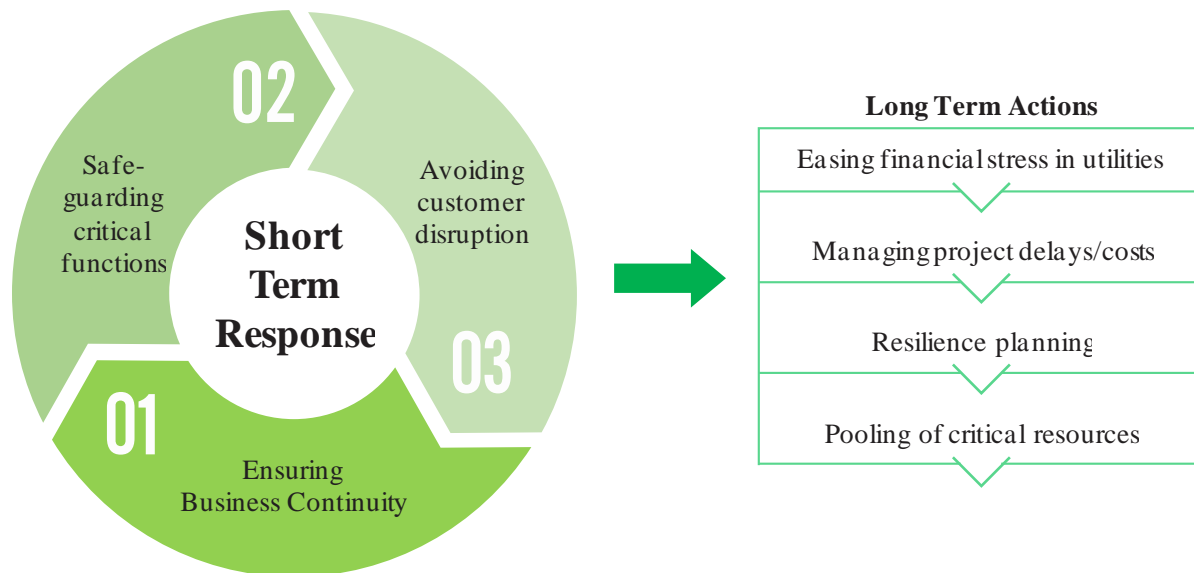 02
Safe-
guarding
critical
functions
Avoiding
customer
disruption
Short
Term
Response
03
01
Ensuring
Business Continuity
Long Term Actions
Easing financial stress in utilities
Managing project delays/costs
Resilience planning
Pooling of critical resources